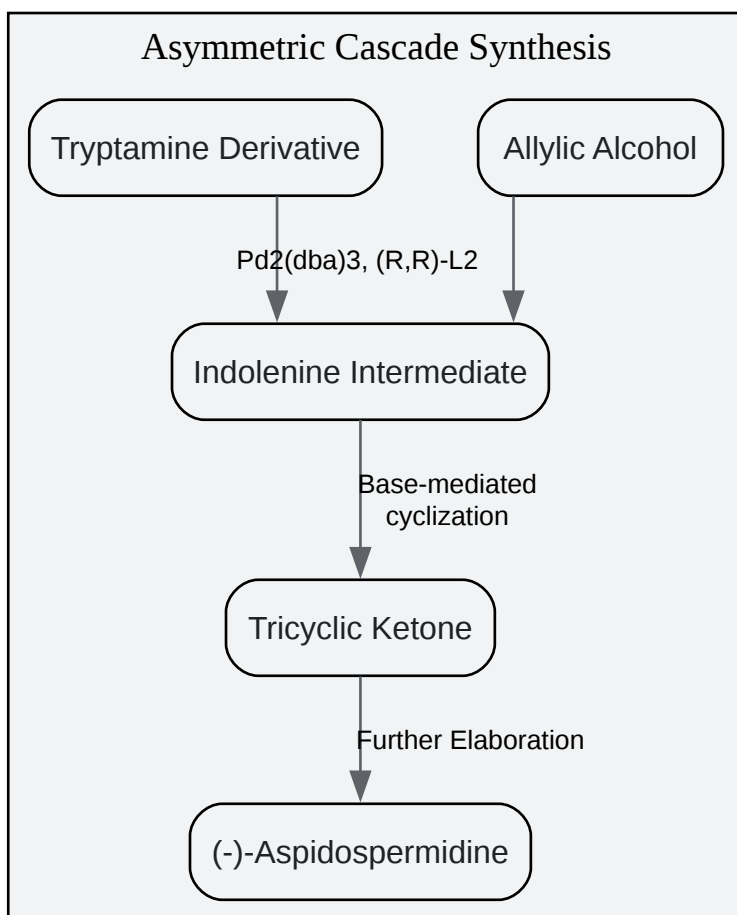 Asymmetric Cascade Synthesis
Tryptamine Derivative
Allylic Alcohol
Pd2(dba)3, (R,R)-L2
Indolenine Intermediate
Base-mediated
cyclization
Tricyclic Ketone
Further Elaboration
(-)-Aspidospermidine